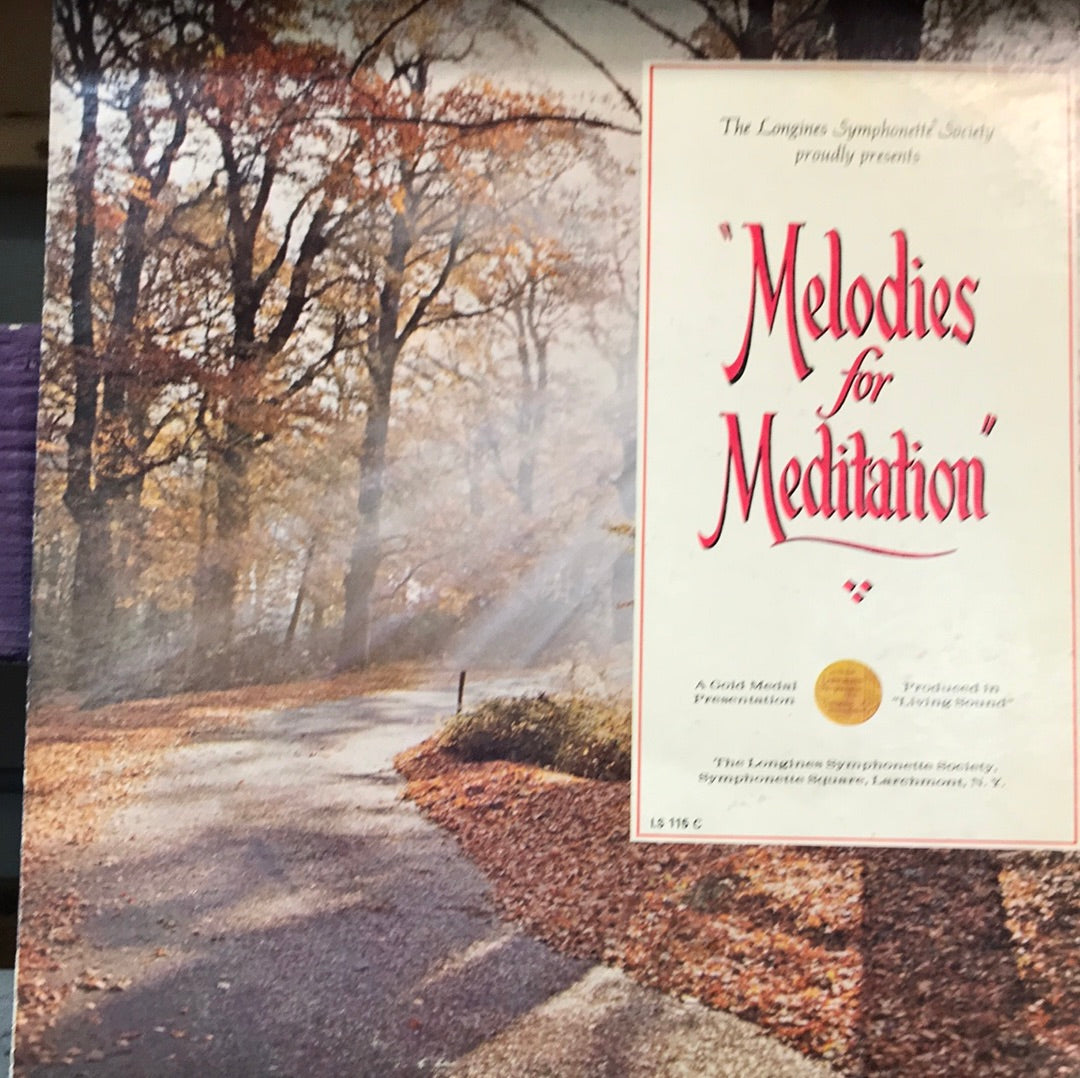 The Longines Symphonette Society
proudly presents
"Melodies
for
Meditation"
A Gold Medal
Presentation
Produced in
"Living Sound"
The Longines Symphonette Society,
Symphonette Square, Larchmont, N. Y.
LS 116 C